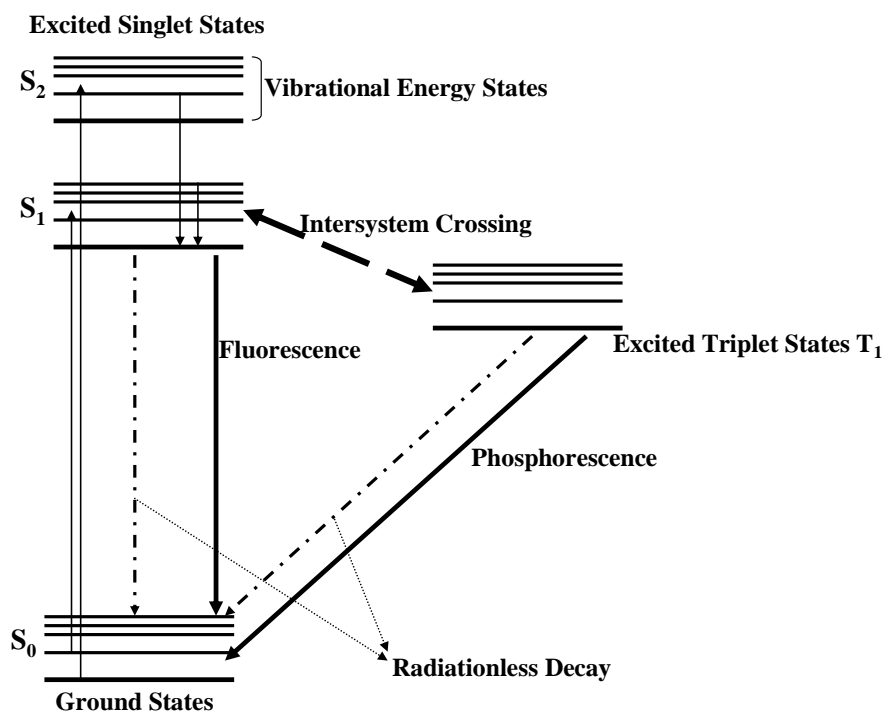 Excited Singlet States
S₂
Vibrational Energy States
S₁
Intersystem Crossing
Fluorescence
Excited Triplet States T₁
Phosphorescence
S₀
Radiationless Decay
Ground States